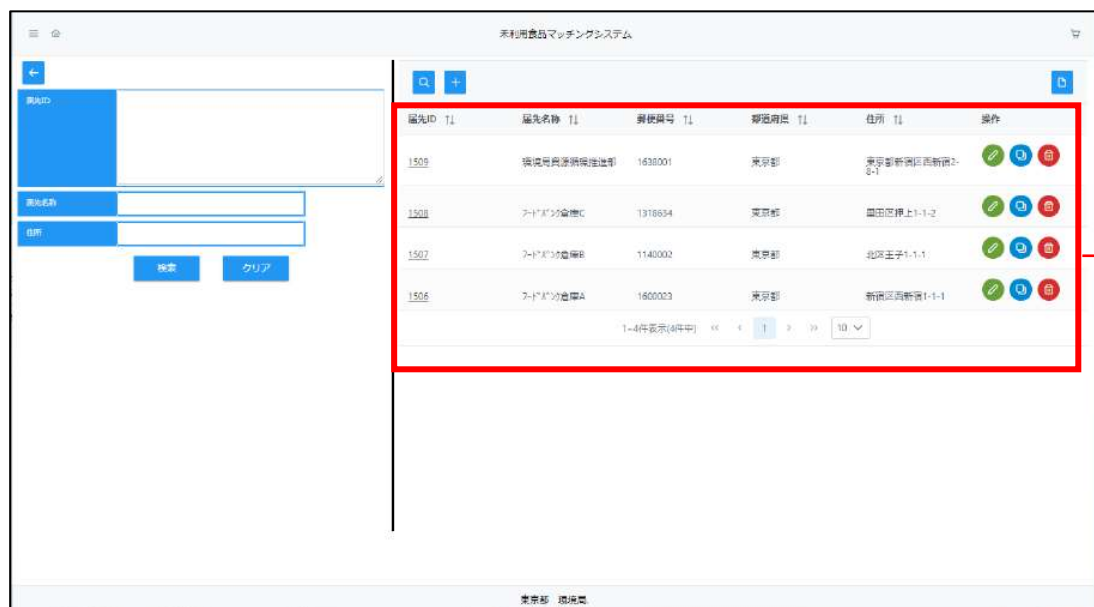 未利用食品マッチングシステム
届先ID
届先名称
住所
検索 クリア
届先ID 届先名称 郵便番号 都道府県 住所 操作
1509 環境局資源循環推進部 1638001 東京都 東京都新宿区西新宿2-8-1
1508 フードバンク倉庫C 1318634 東京都 墨田区押上1-1-2
1507 フードバンク倉庫B 1140002 東京都 北区王子1-1-1
1506 フードバンク倉庫A 1600023 東京都 新宿区西新宿1-1-1
1–4件表示(4件中) << < 1 > >> 10
東京都 環境局